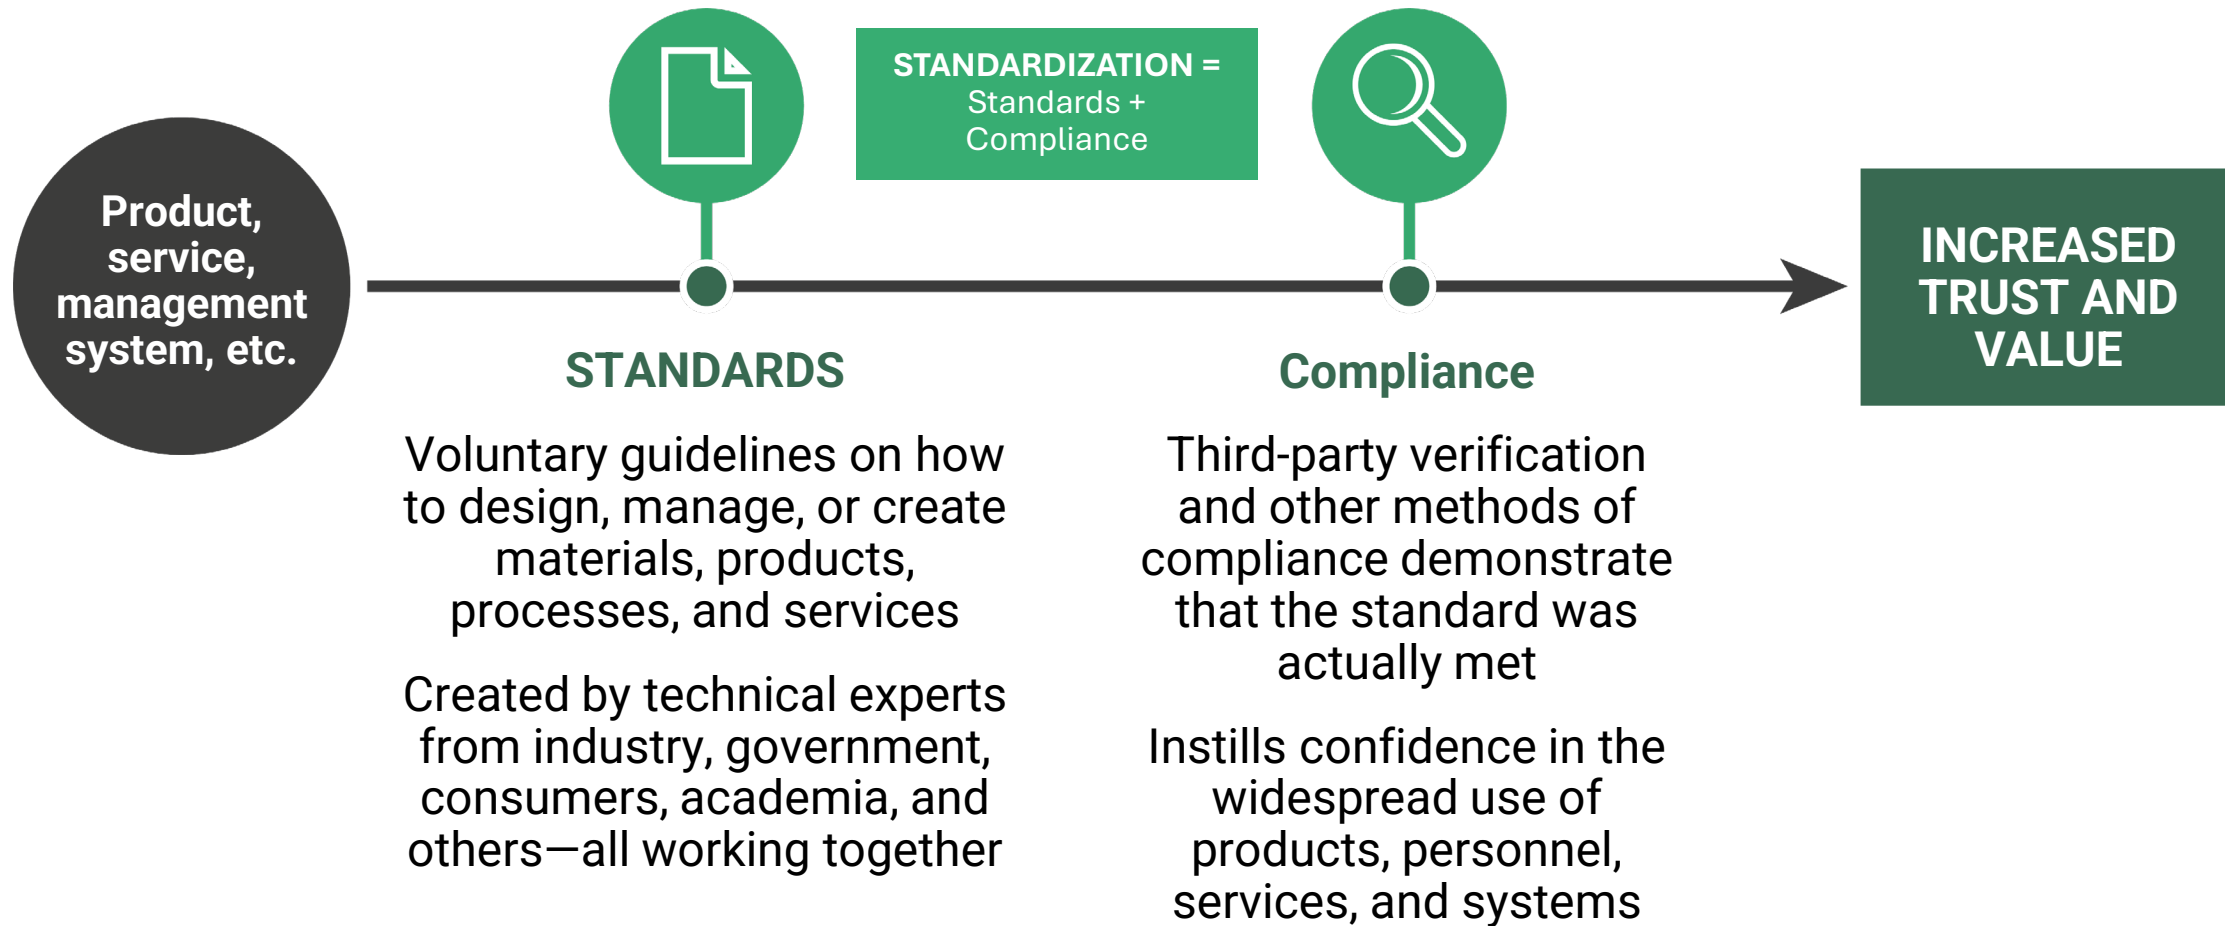 Product,
service,
management
system, etc.
STANDARDIZATION =
Standards +
Compliance
STANDARDS
Voluntary guidelines on how
to design, manage, or create
materials, products,
processes, and services
Created by technical experts
from industry, government,
consumers, academia, and
others—all working together
Compliance
Third-party verification
and other methods of
compliance demonstrate
that the standard was
actually met
Instills confidence in the
widespread use of
products, personnel,
services, and systems
INCREASED
TRUST AND
VALUE